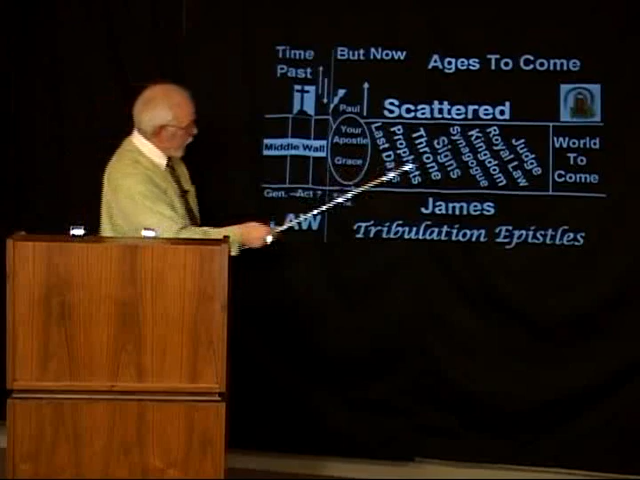 Time Past
But Now
Ages To Come
Paul
Scattered
Your Apostle
Grace
Middle Wall
Last Days
Prophets
Throne
Signs
Synagogue
Kingdom
Royal Law
Judge
World To Come
Gen. - Act ?
LAW
James
Tribulation Epistles